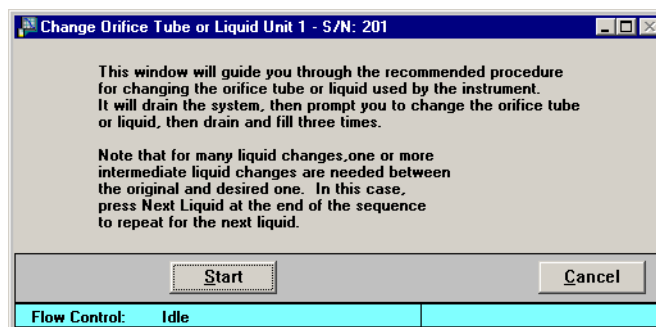 Change Orifice Tube or Liquid Unit 1 - S/N: 201
This window will guide you through the recommended procedure
for changing the orifice tube or liquid used by the instrument.
It will drain the system, then prompt you to change the orifice tube
or liquid, then drain and fill three times.
Note that for many liquid changes,one or more
intermediate liquid changes are needed between
the original and desired one. In this case,
press Next Liquid at the end of the sequence
to repeat for the next liquid.
Start Cancel
Flow Control: Idle